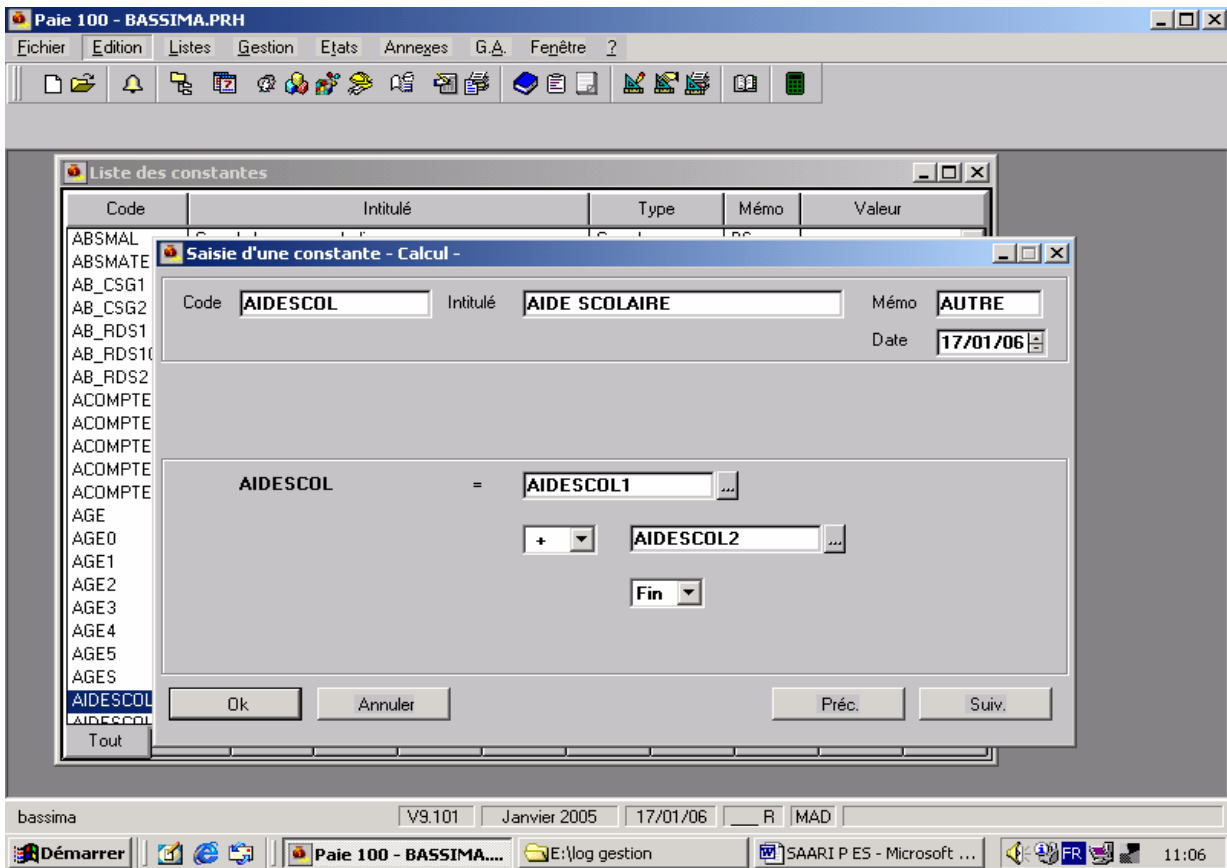 Paie 100 - BASSIMA.PRH
Fichier Edition Listes Gestion Etats Annexes G.A. Fenêtre ?
Liste des constantes
Code Intitulé Type Mémo Valeur
ABSMAL
ABSMATE
AB_CSG1
AB_CSG2
AB_RDS1
AB_RDS10
AB_RDS2
ACOMPTE
ACOMPTE
ACOMPTE
ACOMPTE
ACOMPTE
AGE
AGE0
AGE1
AGE2
AGE3
AGE4
AGE5
AGES
AIDESCOL
AIDESCOL
Tout
Saisie d'une constante - Calcul -
Code AIDESCOL Intitulé AIDE SCOLAIRE Mémo AUTRE
Date 17/01/06
AIDESCOL = AIDESCOL1 ...
+ AIDESCOL2 ...
Fin
Ok Annuler Préc. Suiv.
bassima V9.101 Janvier 2005 17/01/06 ___ R MAD
Démarrer Paie 100 - BASSIMA.... E:\log gestion SAARI P ES - Microsoft ... FR 11:06